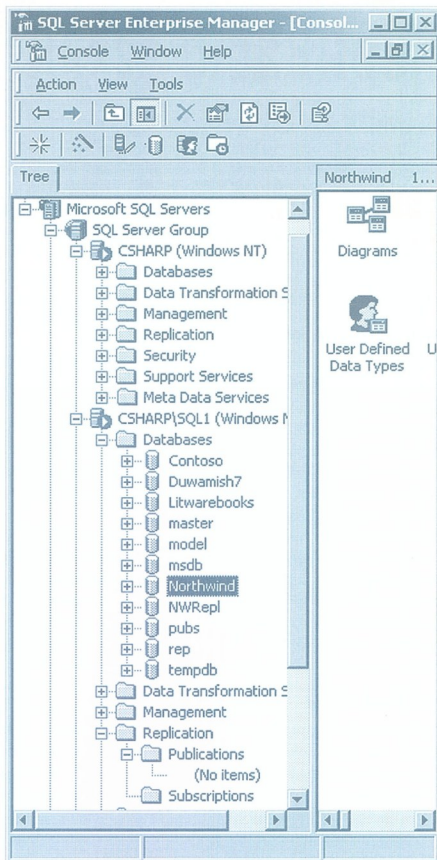 SQL Server Enterprise Manager - [Consol...
Console Window Help
Action View Tools
Tree
Microsoft SQL Servers
SQL Server Group
CSHARP (Windows NT)
Databases
Data Transformation S
Management
Replication
Security
Support Services
Meta Data Services
CSHARP\SQL1 (Windows N
Databases
Contoso
Duwamish7
Litwarebooks
master
model
msdb
Northwind
NWRepl
pubs
rep
tempdb
Data Transformation S
Management
Replication
Publications
(No items)
Subscriptions
Northwind 1...
Diagrams
User Defined U
Data Types